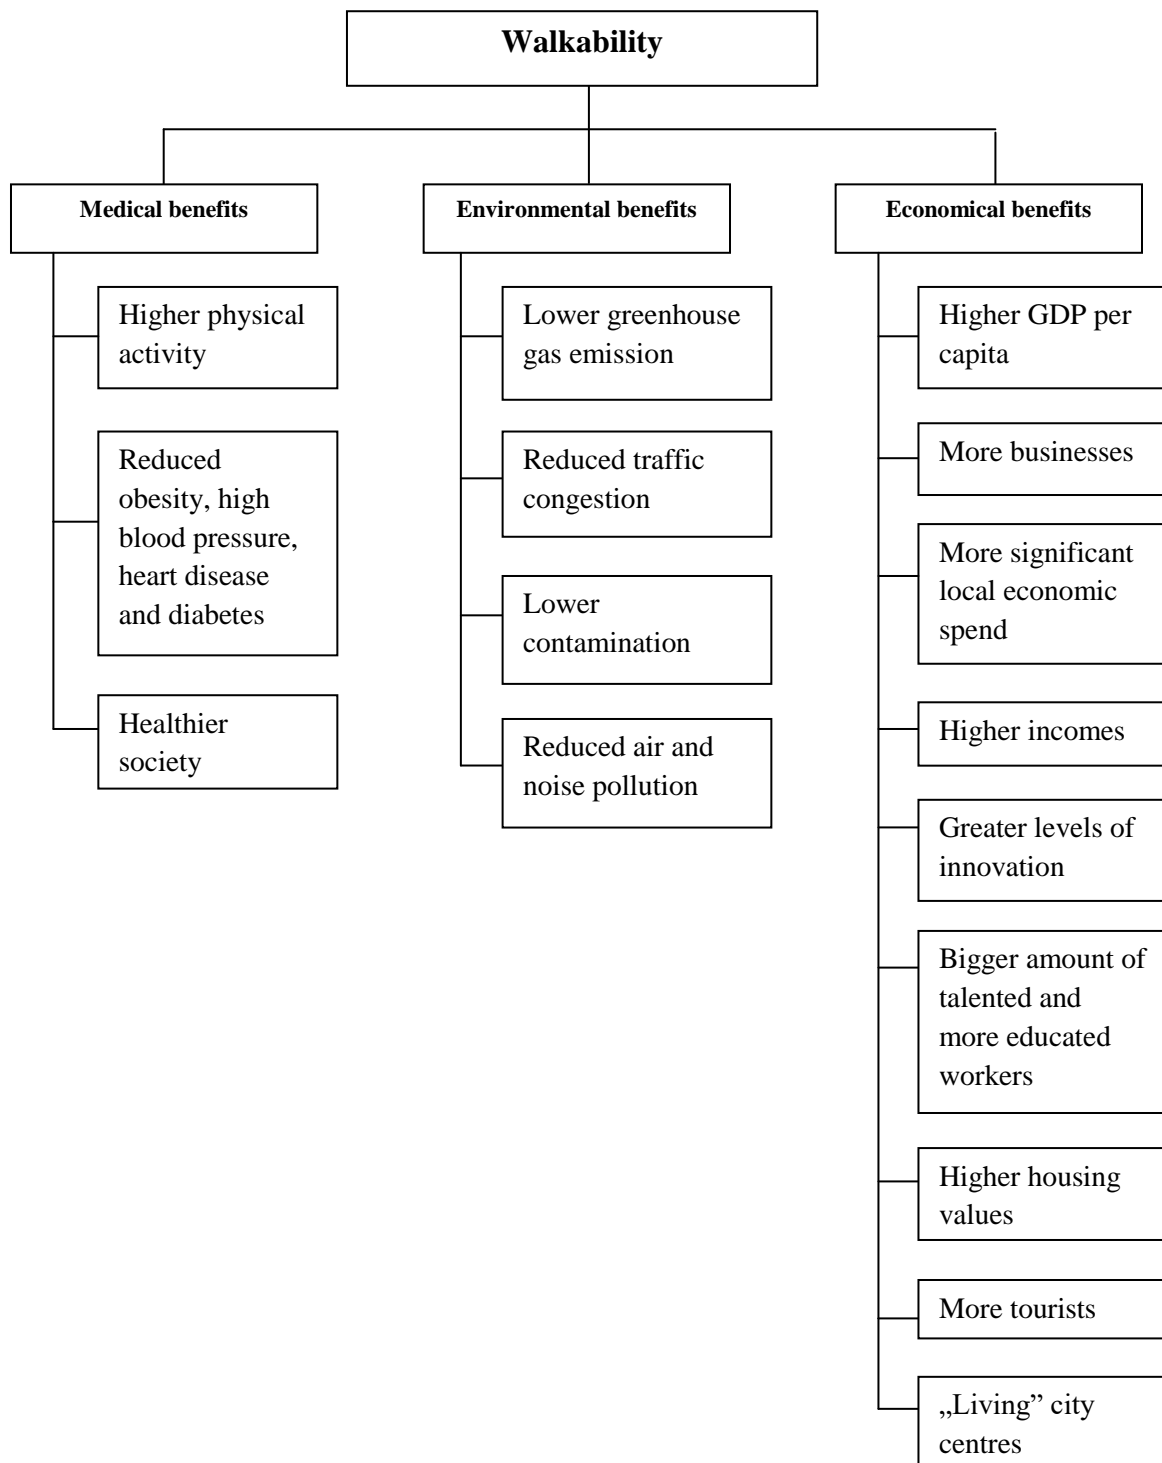 Walkability
Medical benefits
Higher physical
activity
Reduced
obesity, high
blood pressure,
heart disease
and diabetes
Healthier
society
Environmental benefits
Lower greenhouse
gas emission
Reduced traffic
congestion
Lower
contamination
Reduced air and
noise pollution
Economical benefits
Higher GDP per
capita
More businesses
More significant
local economic
spend
Higher incomes
Greater levels of
innovation
Bigger amount of
talented and
more educated
workers
Higher housing
values
More tourists
„Living” city
centres